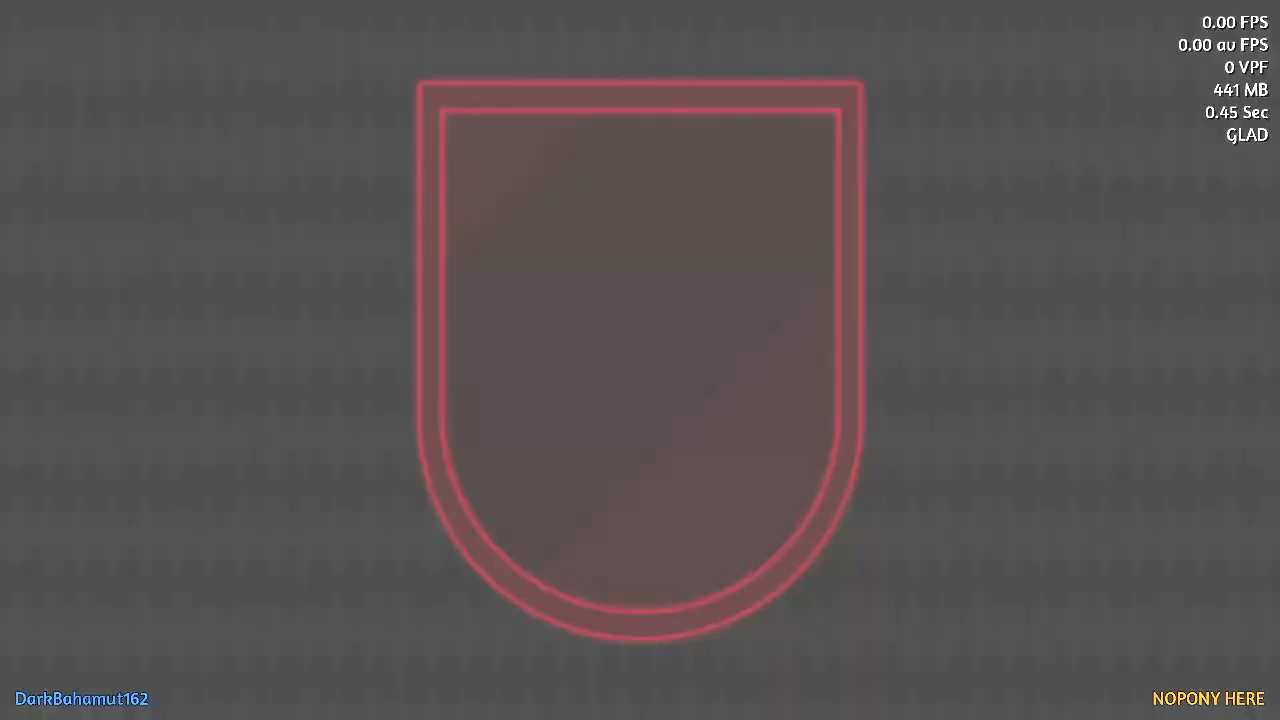 0.00 FPS
0.00 av FPS
0 VPF
441 MB
0.45 Sec
GLAD
DarkBahamut162
NOPONY HERE